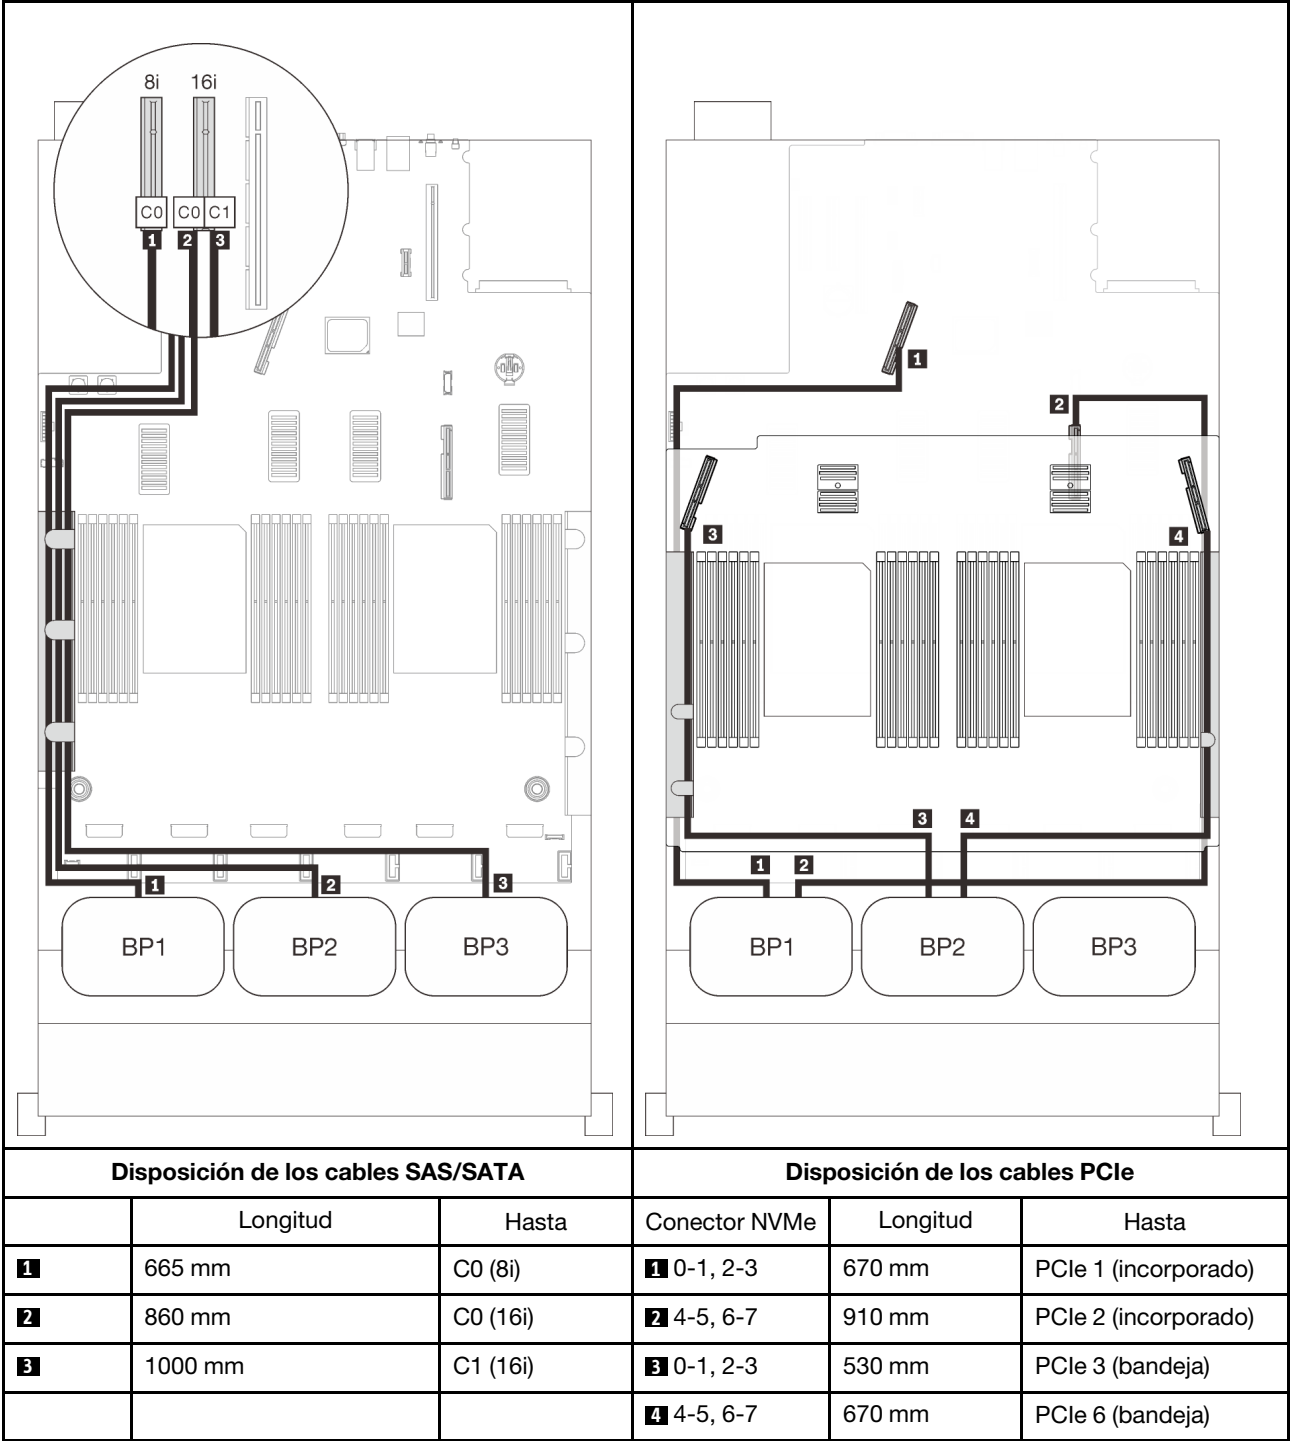 8i 16i
C0 C0 C1
1 2 3
1 2 3
BP1 BP2 BP3
1
2
3 4
3 4
1 2
BP1 BP2 BP3
Disposición de los cables SAS/SATA
Disposición de los cables PCIe
Longitud Hasta Conector NVMe Longitud Hasta
1 665 mm C0 (8i) 1 0-1, 2-3 670 mm PCIe 1 (incorporado)
2 860 mm C0 (16i) 2 4-5, 6-7 910 mm PCIe 2 (incorporado)
3 1000 mm C1 (16i) 3 0-1, 2-3 530 mm PCIe 3 (bandeja)
4 4-5, 6-7 670 mm PCIe 6 (bandeja)